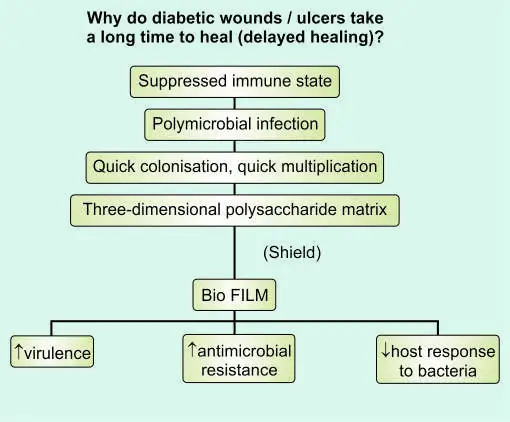 Why do diabetic wounds / ulcers take
a long time to heal (delayed healing)?
Suppressed immune state
Polymicrobial infection
Quick colonisation, quick multiplication
Three-dimensional polysaccharide matrix
(Shield)
Bio FILM
↑virulence
↑antimicrobial
resistance
↓host response
to bacteria